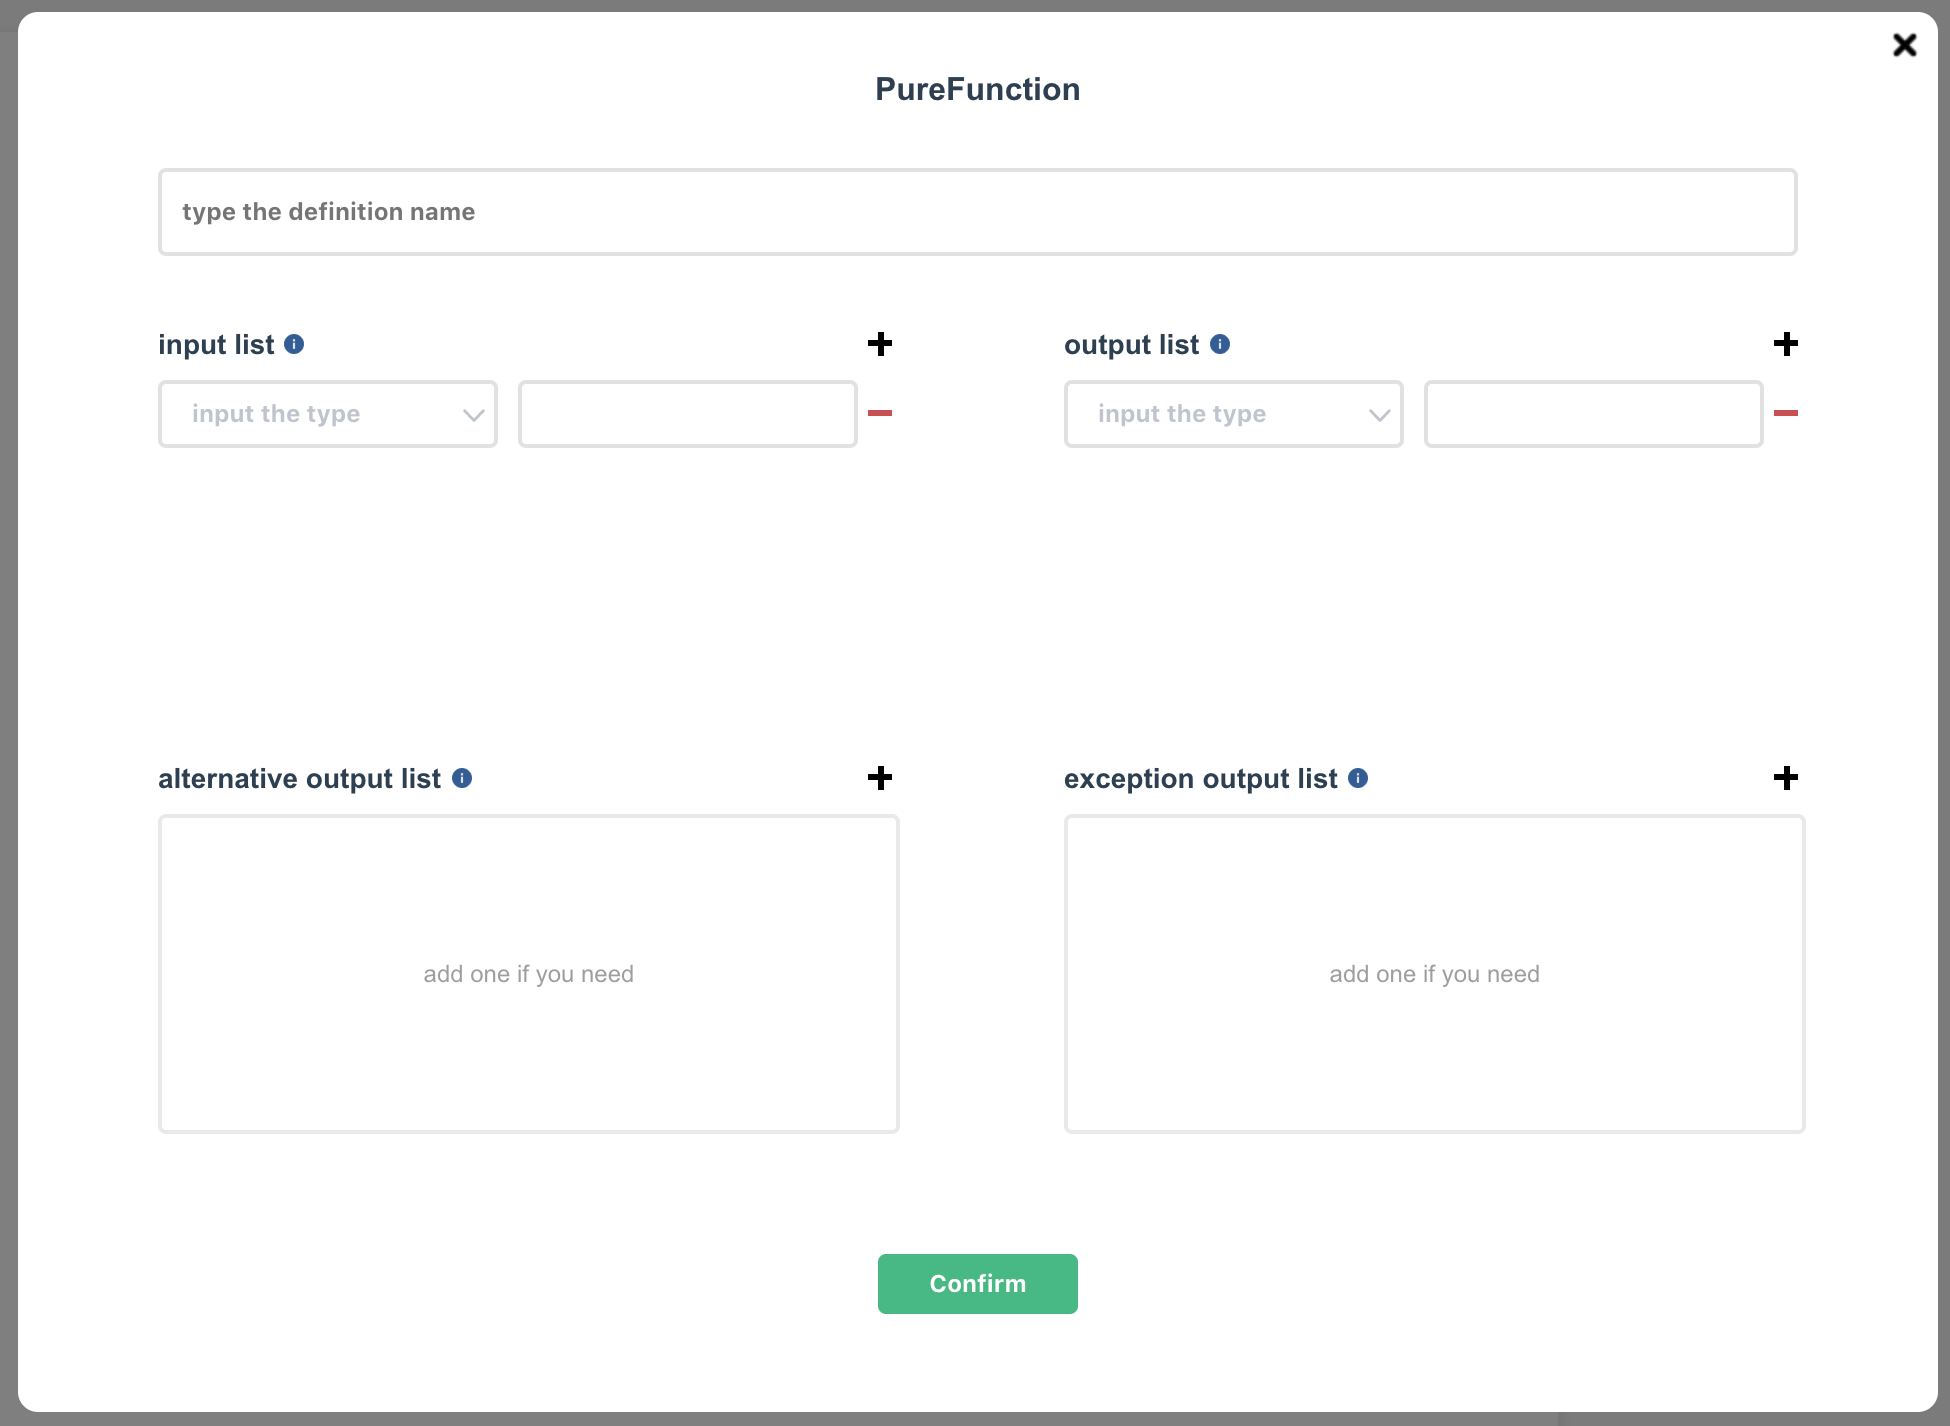 PureFunction
type the definition name
input list
output list
input the type
input the type
alternative output list
exception output list
add one if you need
add one if you need
Confirm